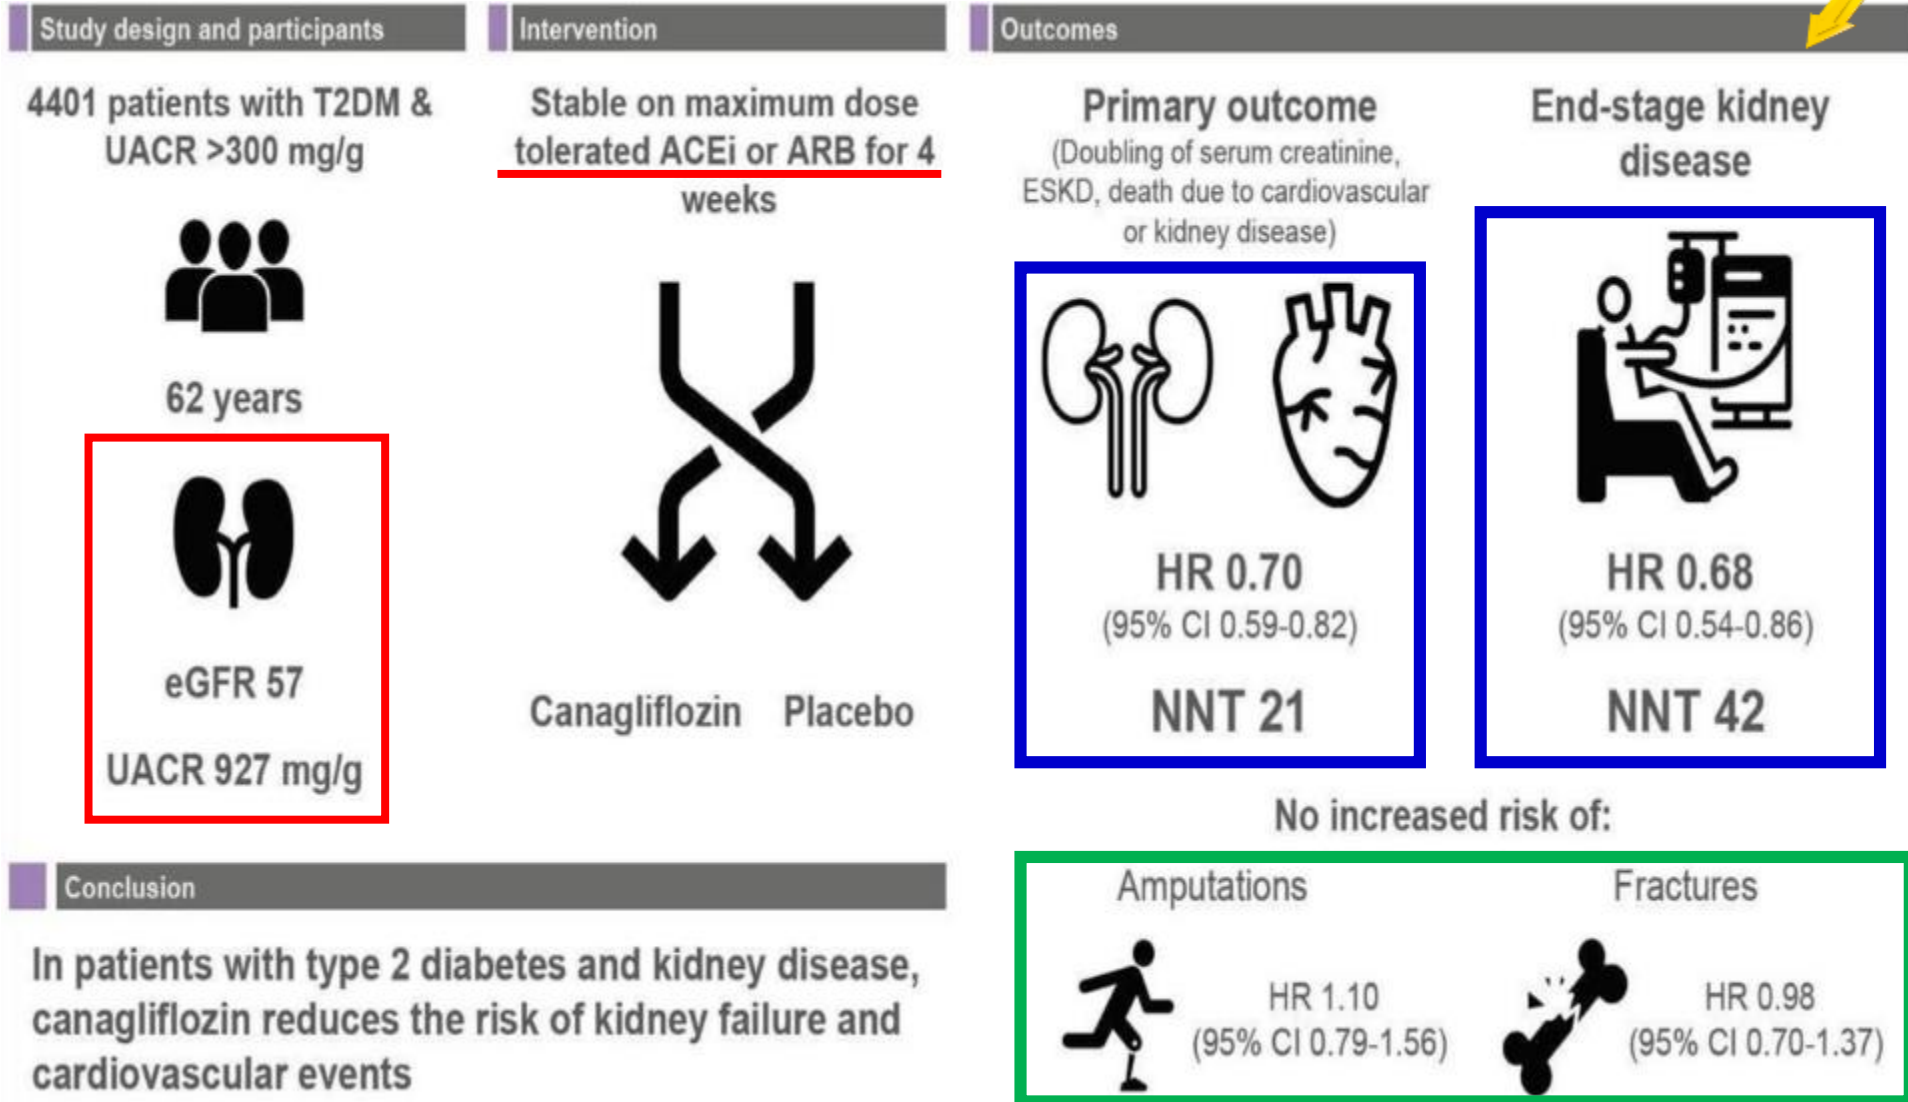 Study design and participants
4401 patients with T2DM &
UACR >300 mg/g
62 years
eGFR 57
UACR 927 mg/g
Intervention
Stable on maximum dose
tolerated ACEi or ARB for 4
weeks
Canagliflozin Placebo
Outcomes
Primary outcome
(Doubling of serum creatinine,
ESKD, death due to cardiovascular
or kidney disease)
HR 0.70
(95% CI 0.59-0.82)
NNT 21
End-stage kidney
disease
HR 0.68
(95% CI 0.54-0.86)
NNT 42
No increased risk of:
Amputations
HR 1.10
(95% CI 0.79-1.56)
Fractures
HR 0.98
(95% CI 0.70-1.37)
Conclusion
In patients with type 2 diabetes and kidney disease,
canagliflozin reduces the risk of kidney failure and
cardiovascular events